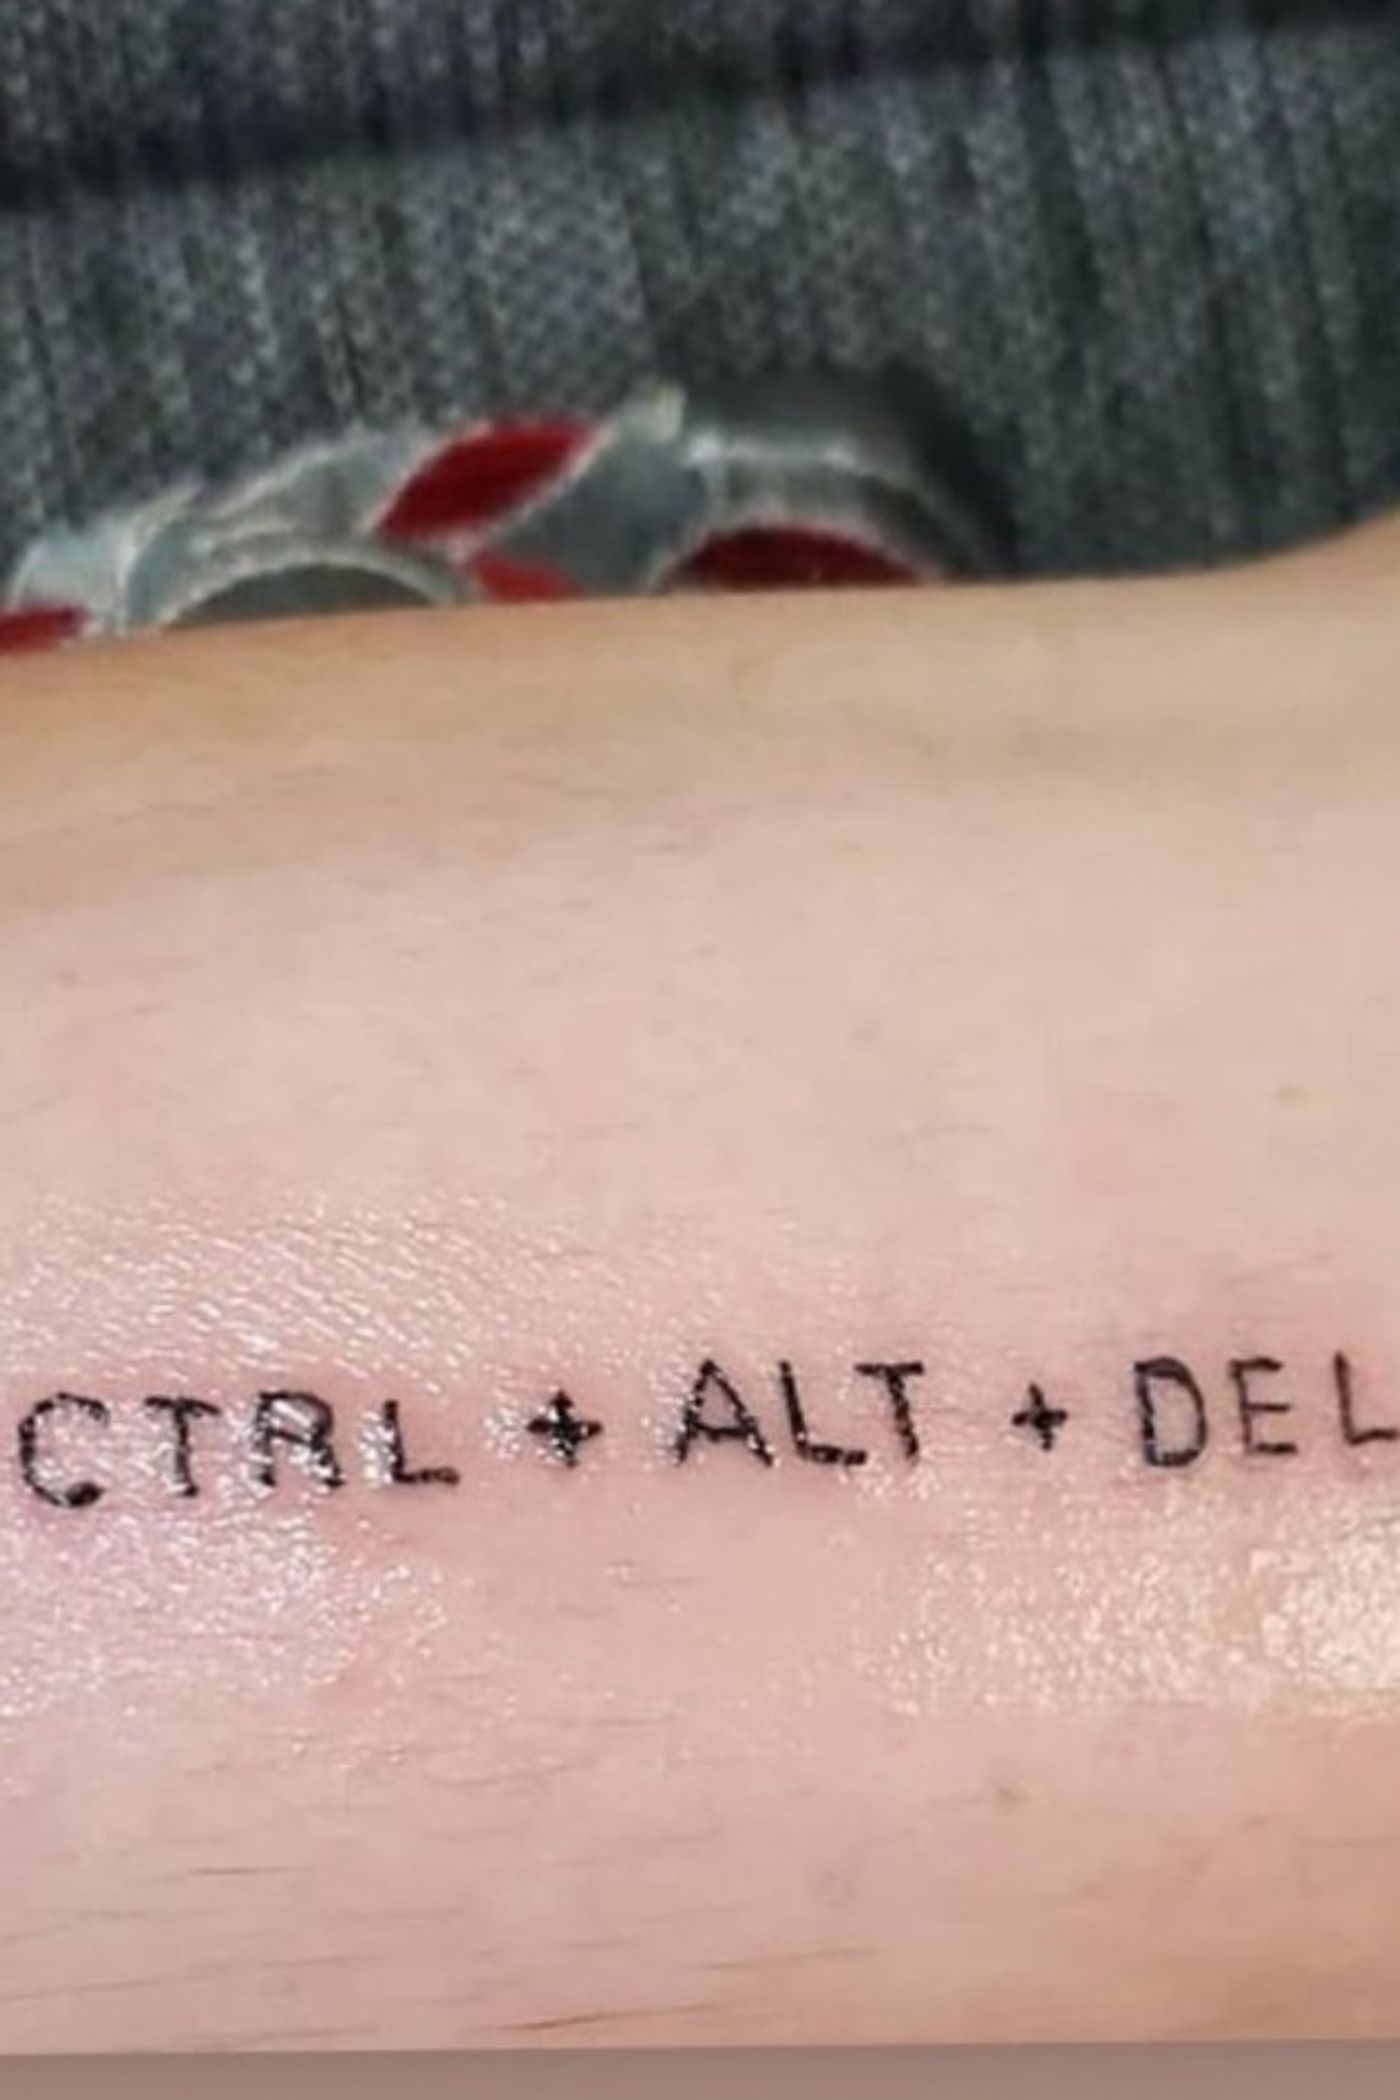 CTRL + ALT + DEL